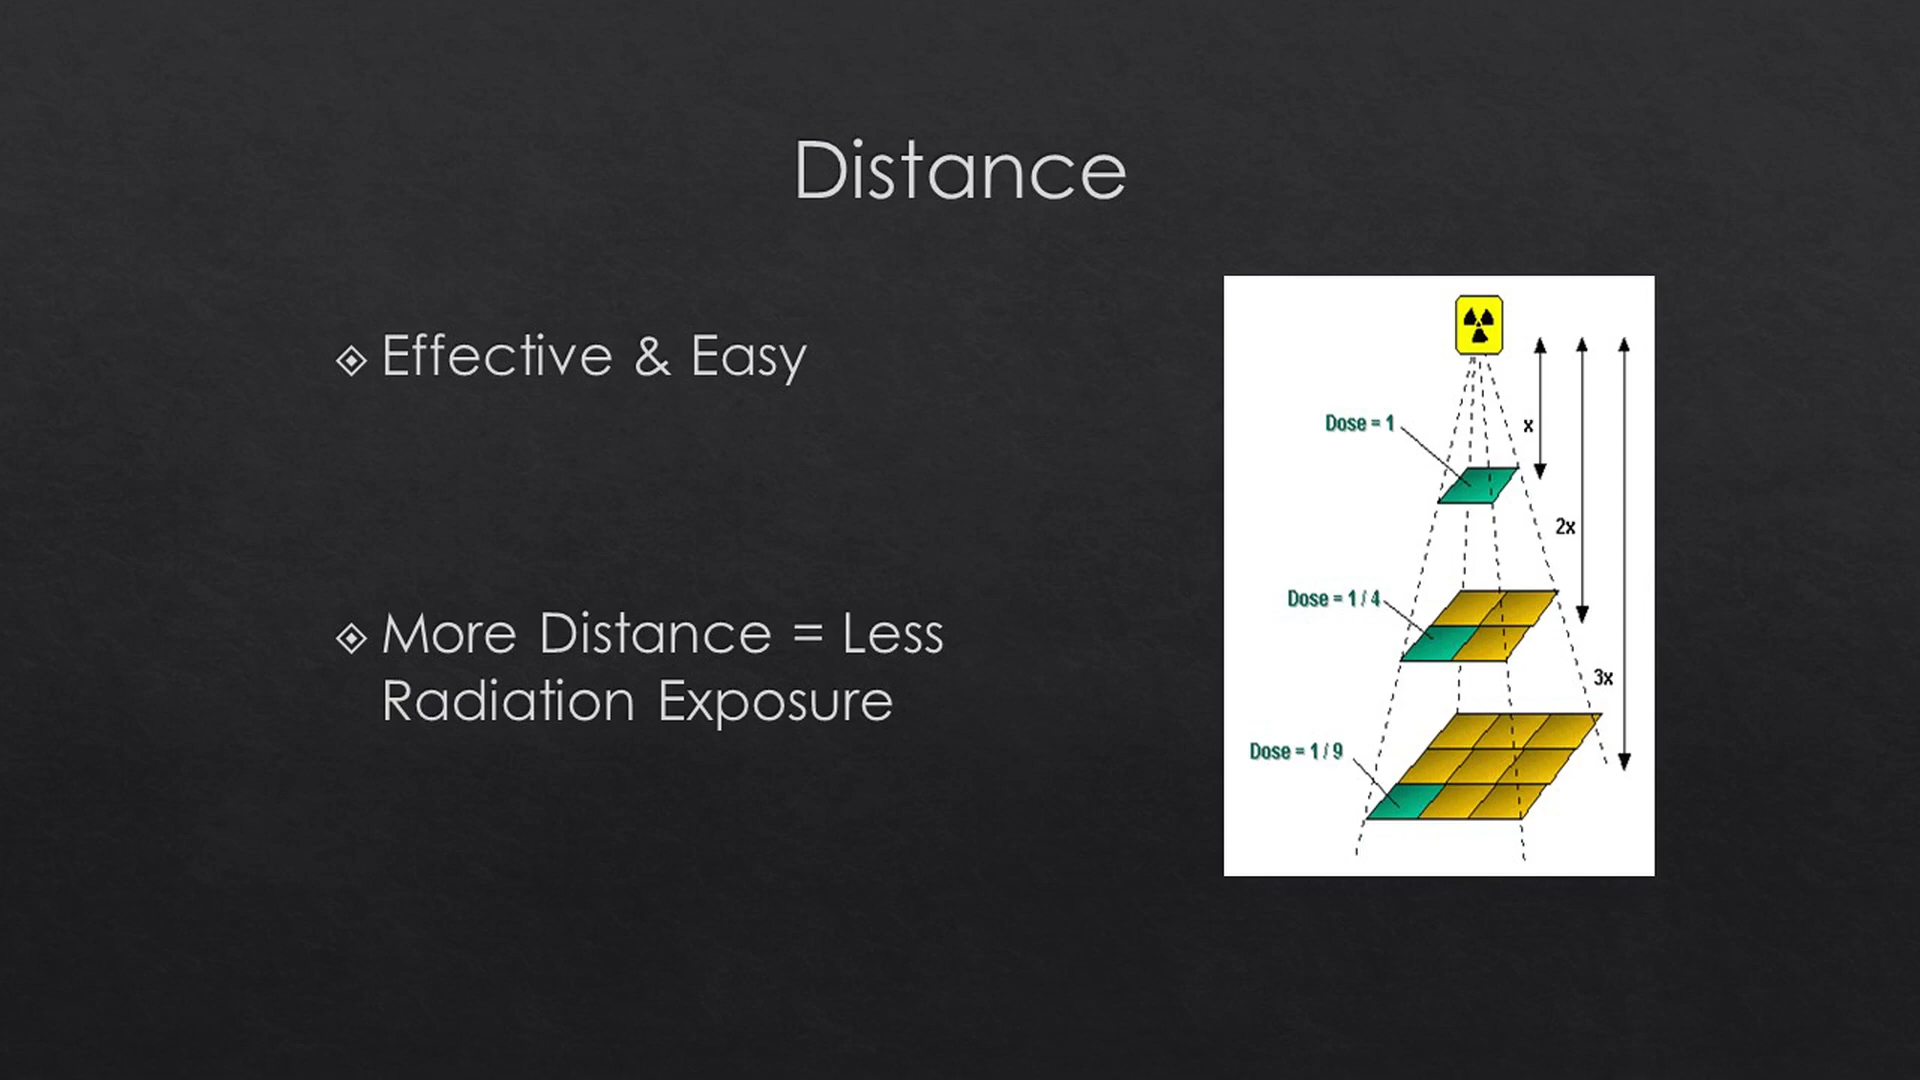 Distance
Effective & Easy
More Distance = Less
Radiation Exposure
Dose = 1
x
2x
Dose = 1 / 4
3x
Dose = 1 / 9